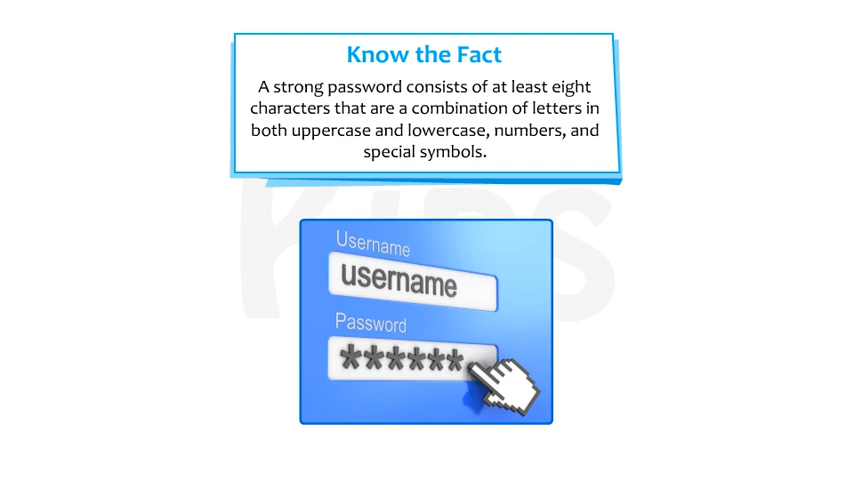 Know the Fact
A strong password consists of at least eight
characters that are a combination of letters in
both uppercase and lowercase, numbers, and
special symbols.
Kips
Username
username
Password
******